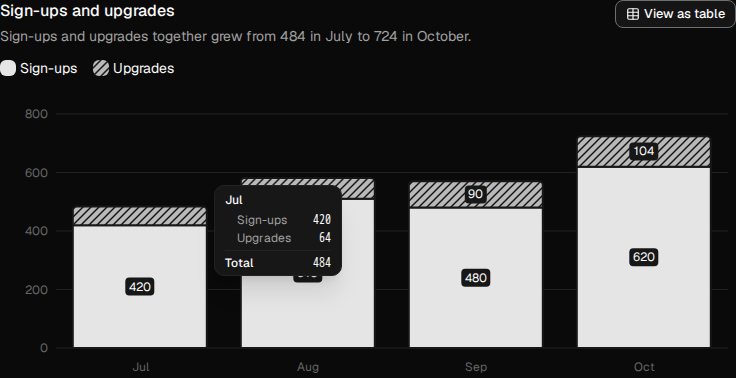 Sign-ups and upgrades
View as table
Sign-ups and upgrades together grew from 484 in July to 724 in October.
Sign-ups
Upgrades
800
600
400
200
0
104
90
420
480
620
Jul
Sign-ups 420
Upgrades 64
Total 484
Jul
Aug
Sep
Oct